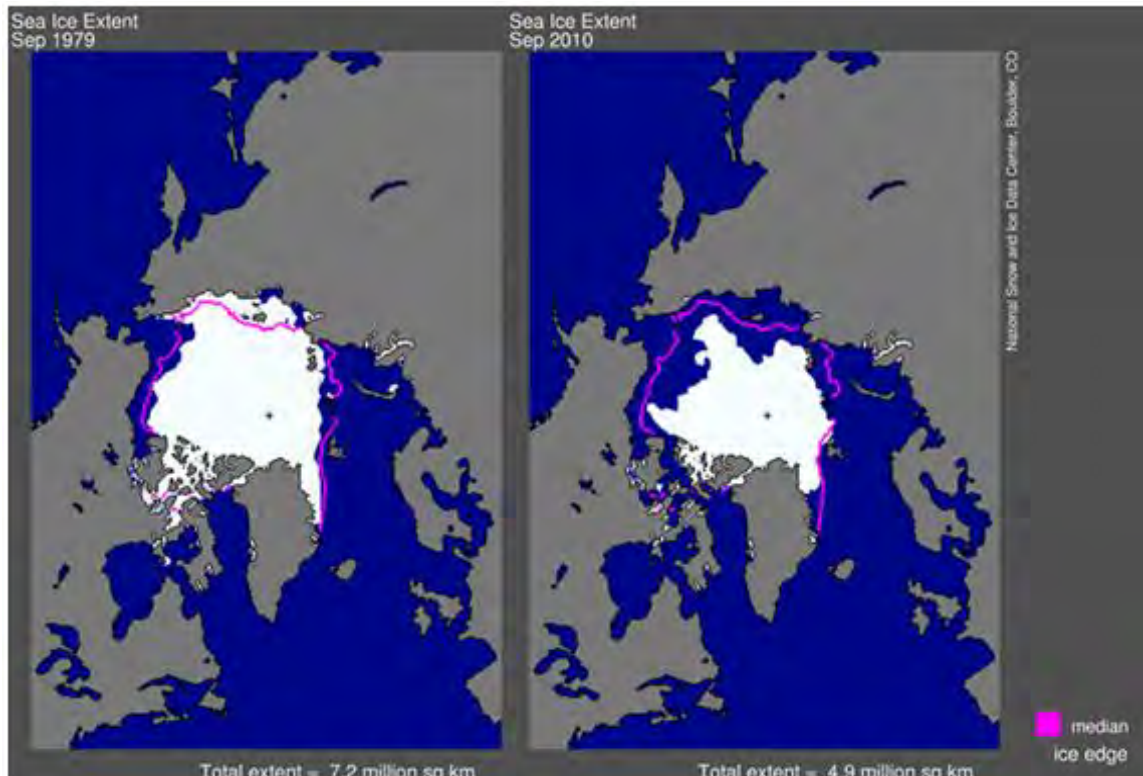 Sea Ice Extent
Sep 1979
Sea Ice Extent
Sep 2010
National Snow and Ice Data Center, Boulder, CO
median
ice edge
Total extent = 7.2 million sq km
Total extent = 4.9 million sq km